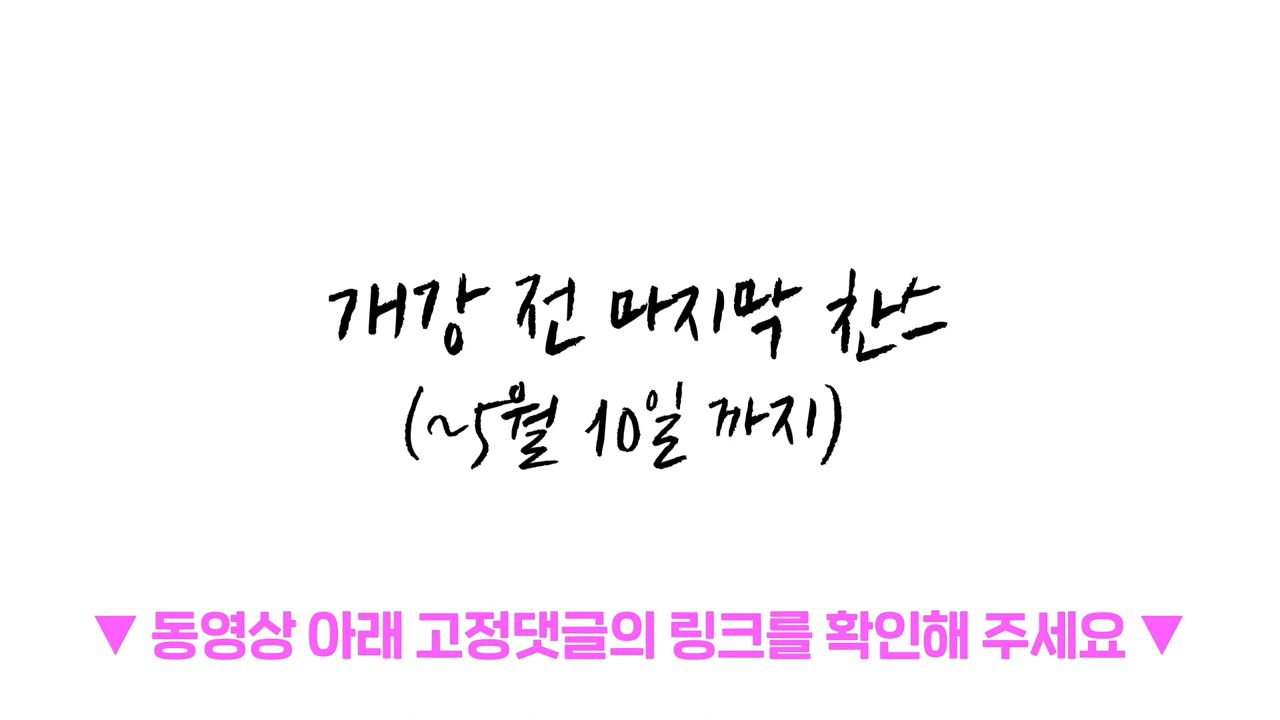 개강 전 마지막 찬스
(~5월 10일 까지)
▼ 동영상 아래 고정댓글의 링크를 확인해 주세요 ▼